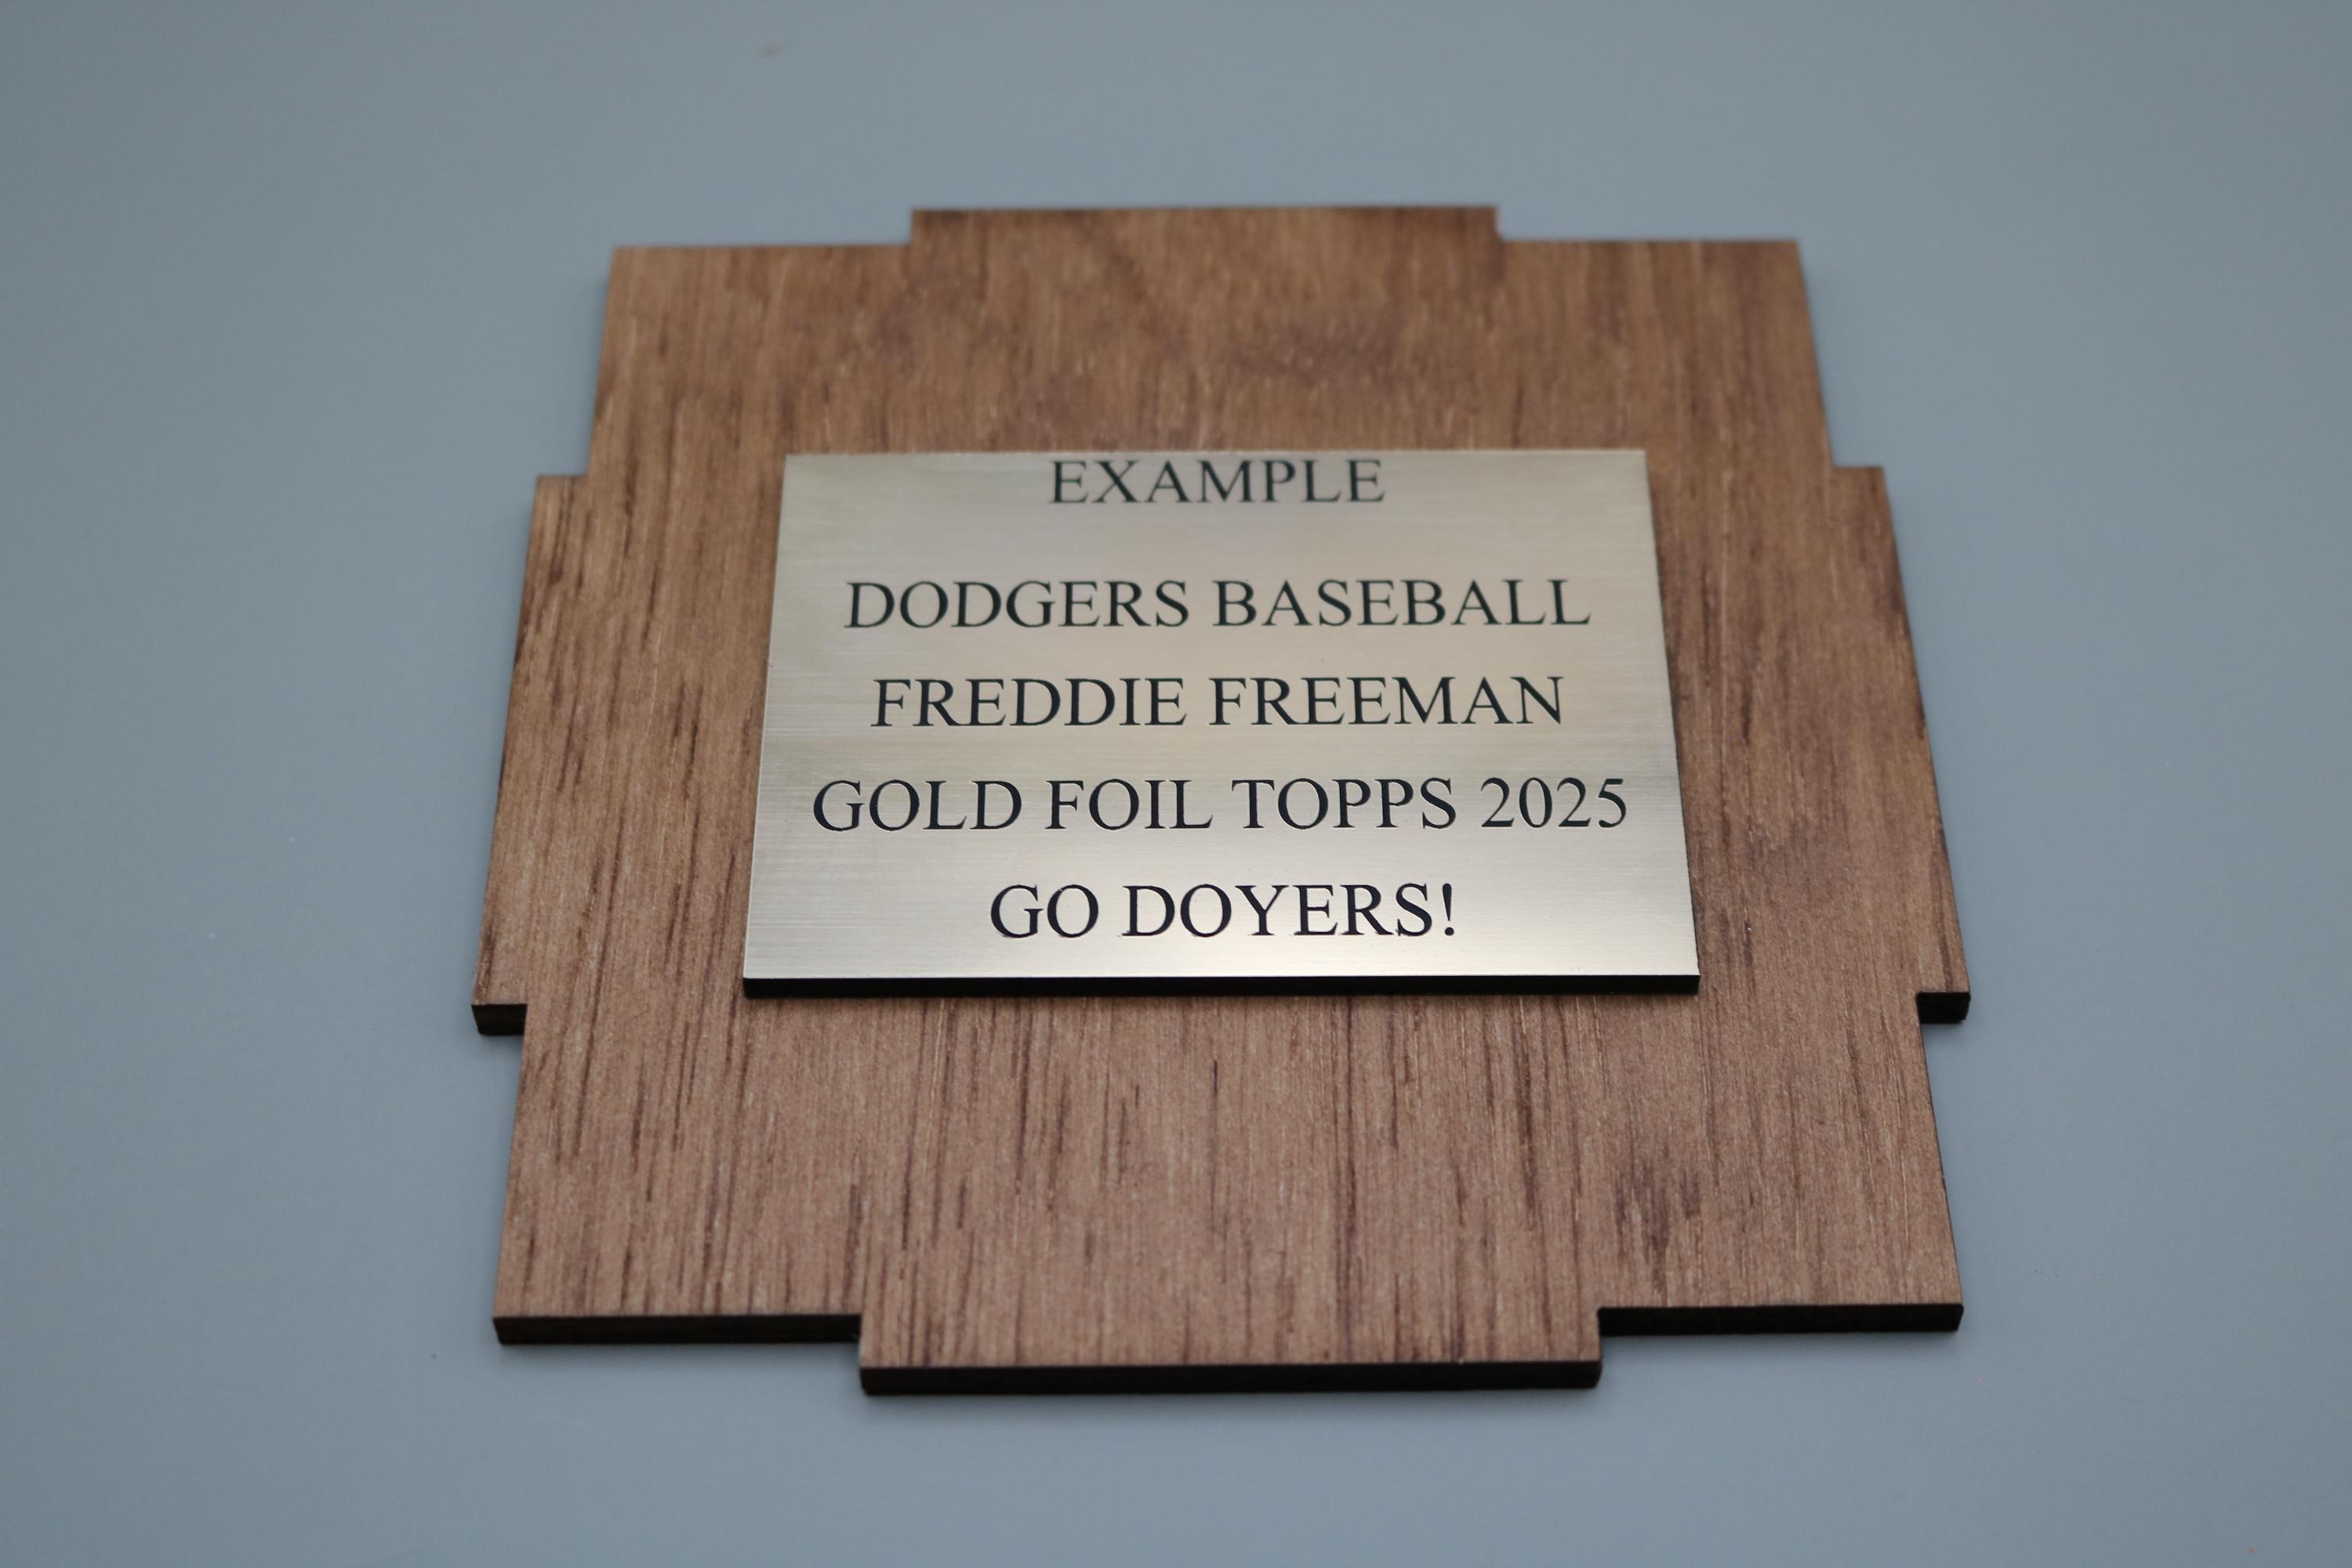 EXAMPLE
DODGERS BASEBALL
FREDDIE FREEMAN
GOLD FOIL TOPPS 2025
GO DOYERS!